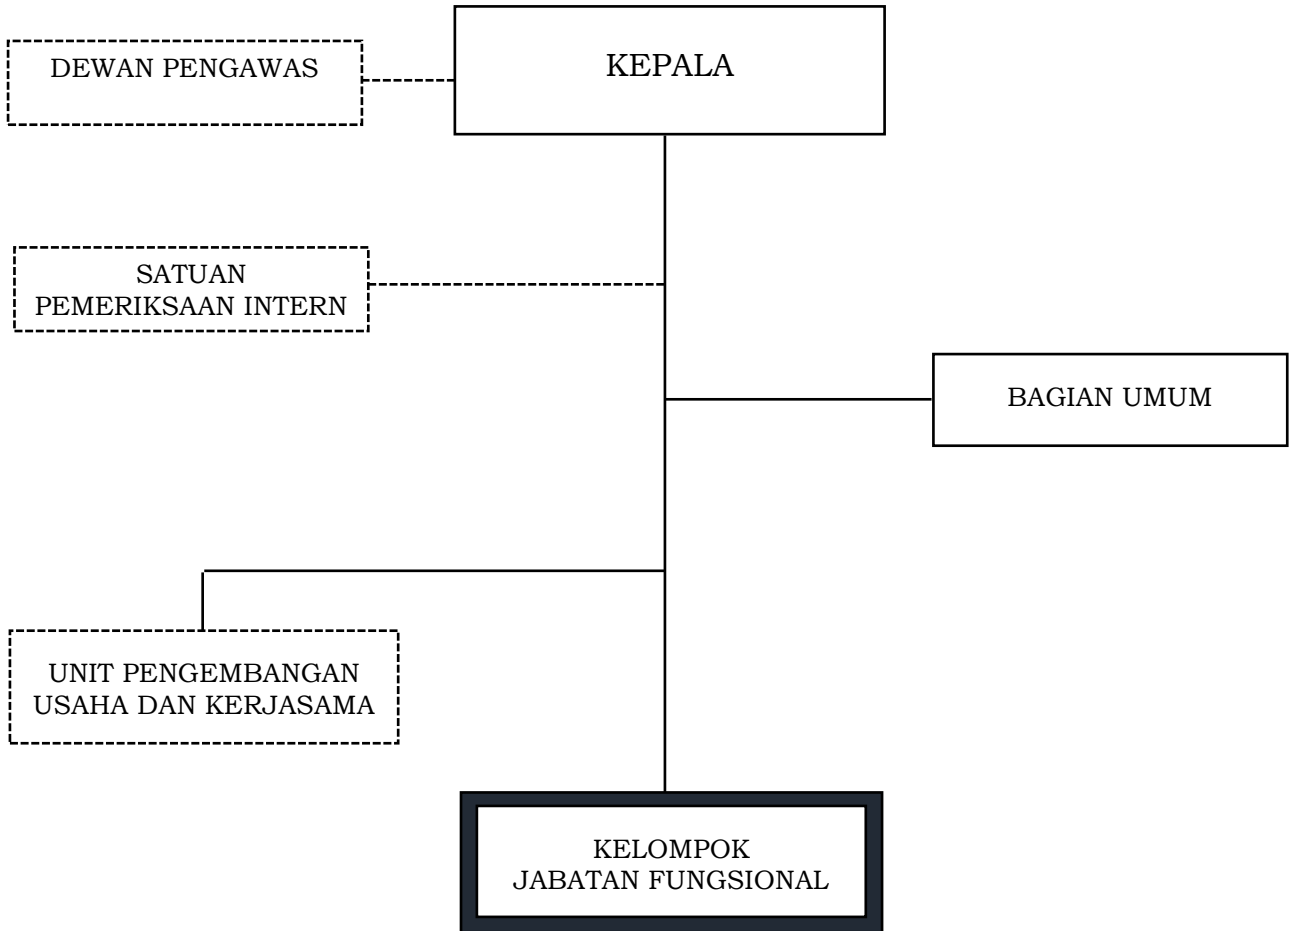 DEWAN PENGAWAS
KEPALA
SATUAN
PEMERIKSAAN INTERN
BAGIAN UMUM
UNIT PENGEMBANGAN
USAHA DAN KERJASAMA
KELOMPOK
JABATAN FUNGSIONAL